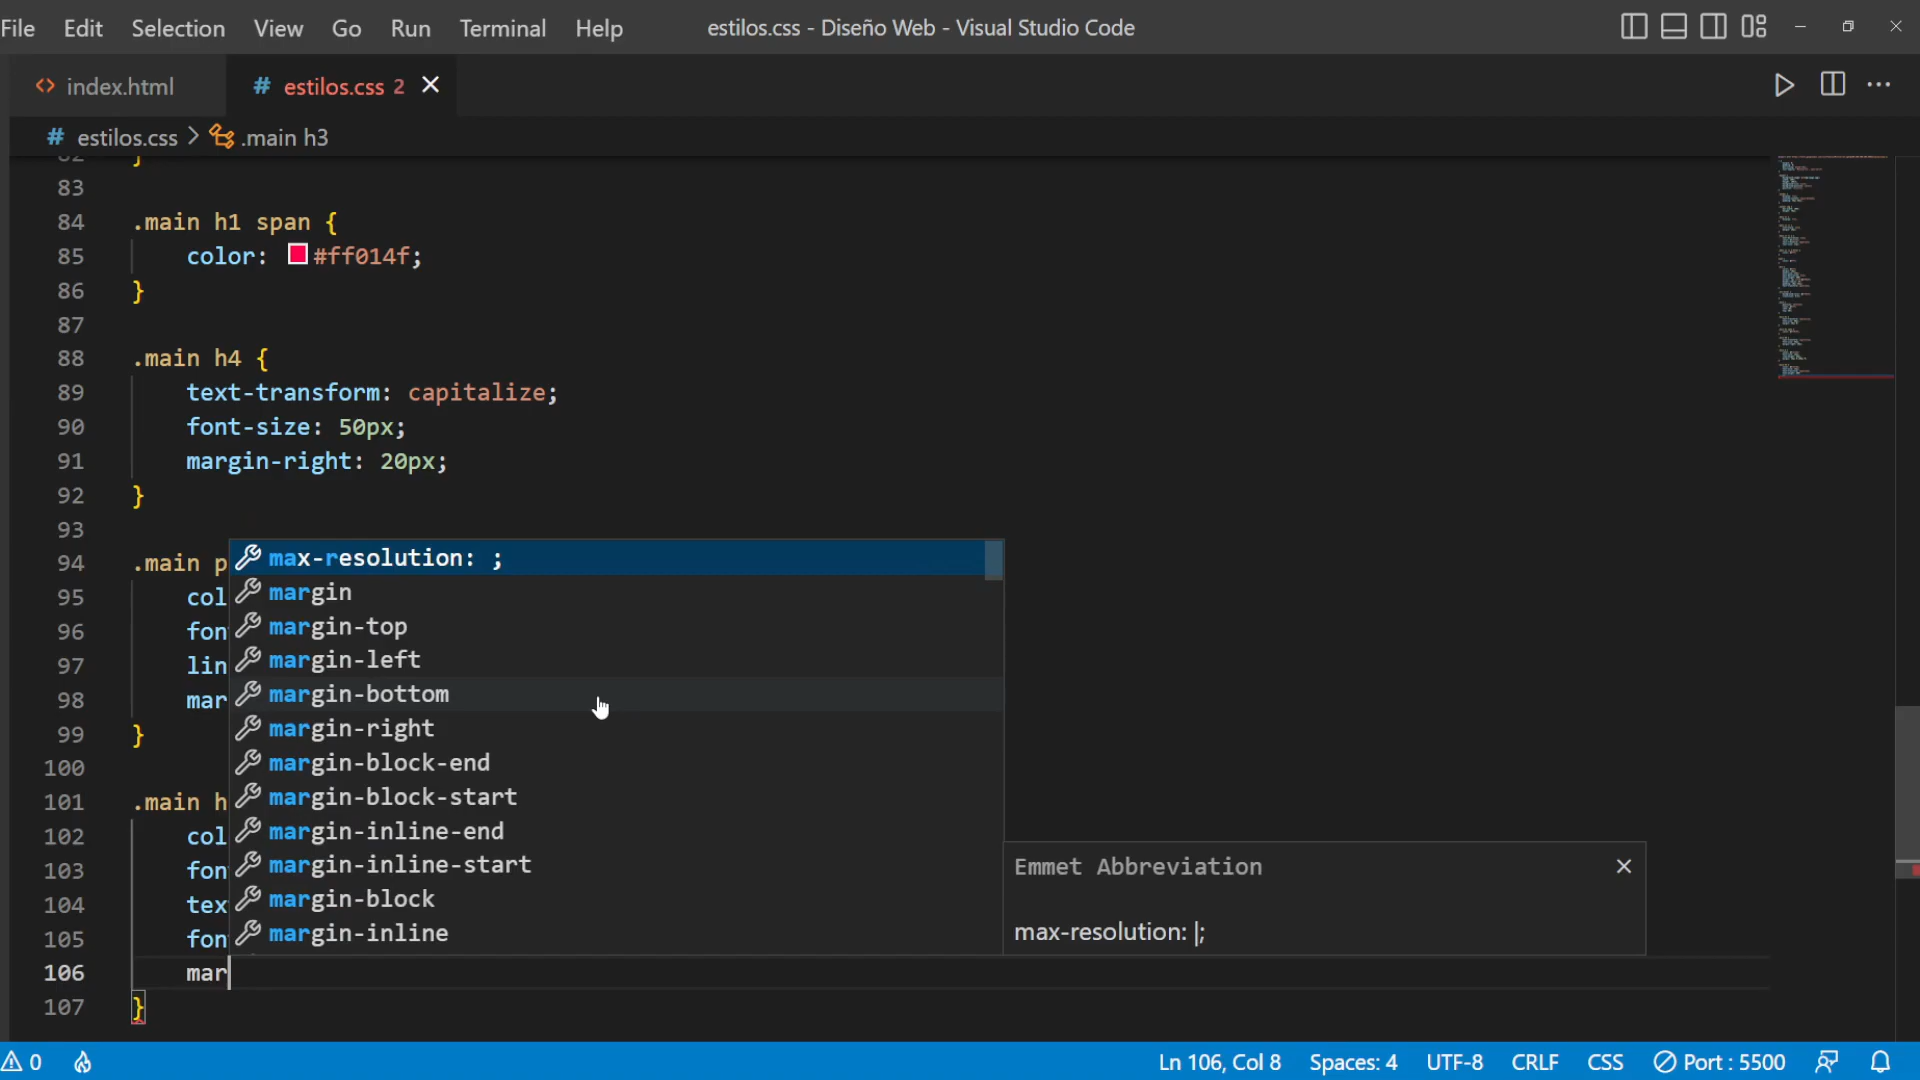 File Edit Selection View Go Run Terminal Help estilos.css - Diseño Web - Visual Studio Code
index.html # estilos.css 2
# estilos.css > .main h3
82 }
83
84 .main h1 span {
85 color: #ff014f;
86 }
87
88 .main h4 {
89 text-transform: capitalize;
90 font-size: 50px;
91 margin-right: 20px;
92 }
93
94 .main p
95 col
96 fon
97 lin
98 mar
99 }
100
101 .main h
102 col
103 fon
104 tex
105 fon
106 mar
107 }
max-resolution: ;
margin
margin-top
margin-left
margin-bottom
margin-right
margin-block-end
margin-block-start
margin-inline-end
margin-inline-start
margin-block
margin-inline
Emmet Abbreviation
max-resolution: |;
0 Ln 106, Col 8 Spaces: 4 UTF-8 CRLF CSS Port : 5500